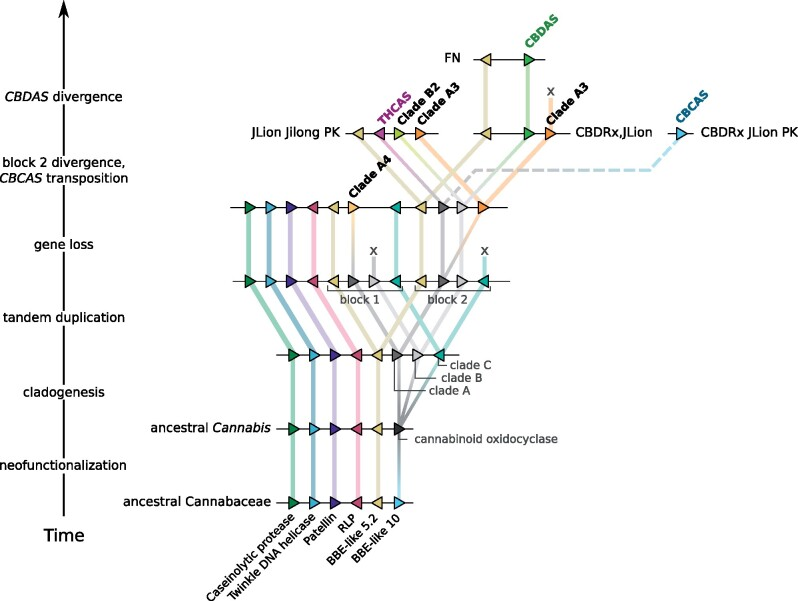 CBDAS
FN
CBDAS divergence
THCAS
Clade B2
Clade A3
x
Clade A3
CBCAS
JLion Jilong PK
CBDRx,JLion
CBDRx JLion PK
block 2 divergence,
CBCAS transposition
Clade A4
gene loss
x
x
block 1
block 2
tandem duplication
clade C
clade B
clade A
cladogenesis
ancestral Cannabis
cannabinoid oxidocyclase
neofunctionalization
ancestral Cannabaceae
Time
Caseinolytic protease
Twinkle DNA helicase
Patellin
RLP
BBE-like 5.2
BBE-like 10